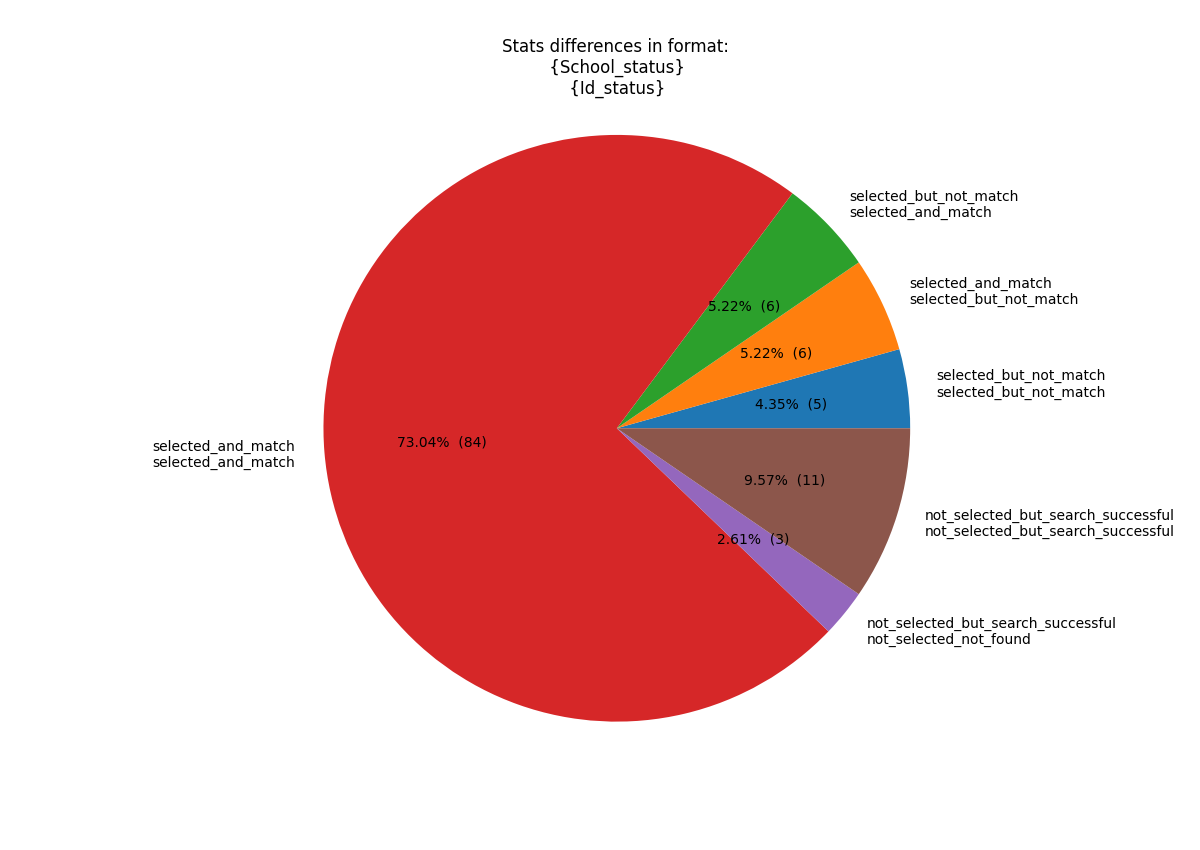 Stats differences in format:
{School_status}
{Id_status}
selected_but_not_match
selected_and_match
5.22%  (6)
selected_and_match
selected_but_not_match
5.22%  (6)
selected_but_not_match
selected_but_not_match
4.35%  (5)
selected_and_match
selected_and_match
73.04%  (84)
9.57%  (11)
not_selected_but_search_successful
not_selected_but_search_successful
2.61%  (3)
not_selected_but_search_successful
not_selected_not_found